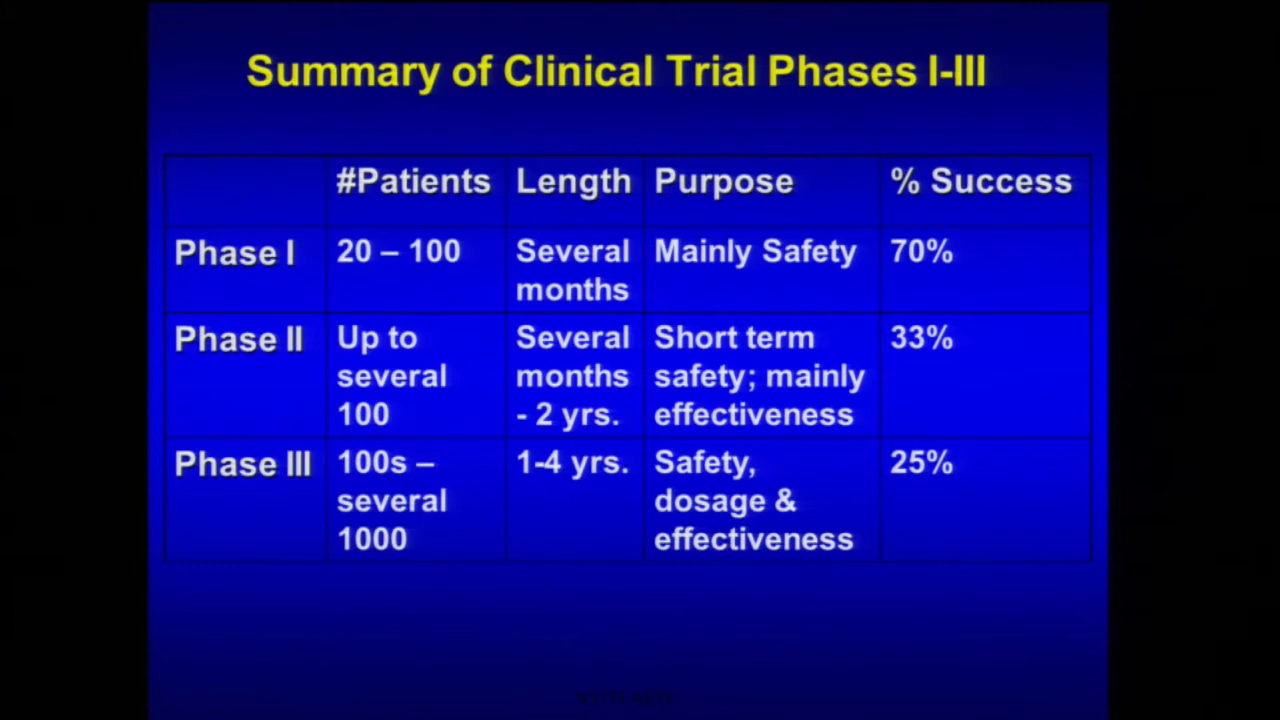 Summary of Clinical Trial Phases I-III
#Patients Length Purpose % Success
Phase I 20 – 100 Several months Mainly Safety 70%
Phase II Up to several 100 Several months - 2 yrs. Short term safety; mainly effectiveness 33%
Phase III 100s – several 1000 1-4 yrs. Safety, dosage & effectiveness 25%